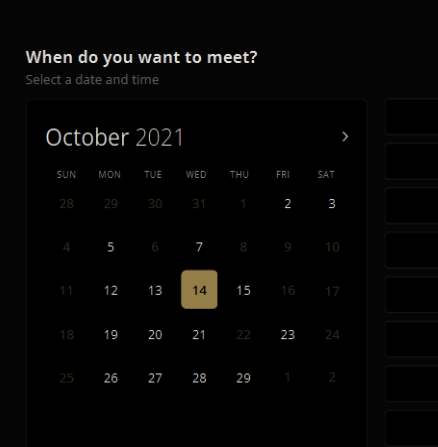 When do you want to meet?
Select a date and time
October 2021
SUN MON TUE WED THU FRI SAT
28 29 30 31 1 2 3
4 5 6 7 8 9 10
11 12 13 14 15 16 17
18 19 20 21 22 23 24
25 26 27 28 29 1 2